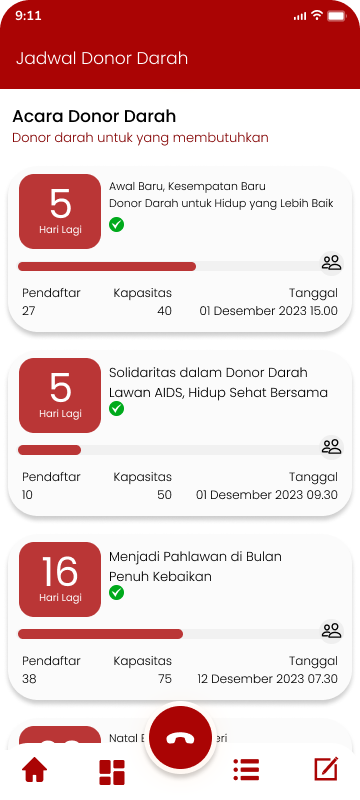 9:11
Jadwal Donor Darah
Acara Donor Darah
Donor darah untuk yang membutuhkan
5
Hari Lagi
Awal Baru, Kesempatan Baru
Donor Darah untuk Hidup yang Lebih Baik
Pendaftar Kapasitas Tanggal
27 40 01 Desember 2023 15.00
5
Hari Lagi
Solidaritas dalam Donor Darah
Lawan AIDS, Hidup Sehat Bersama
Pendaftar Kapasitas Tanggal
10 50 01 Desember 2023 09.30
16
Hari Lagi
Menjadi Pahlawan di Bulan
Penuh Kebaikan
Pendaftar Kapasitas Tanggal
38 75 12 Desember 2023 07.30
Natal